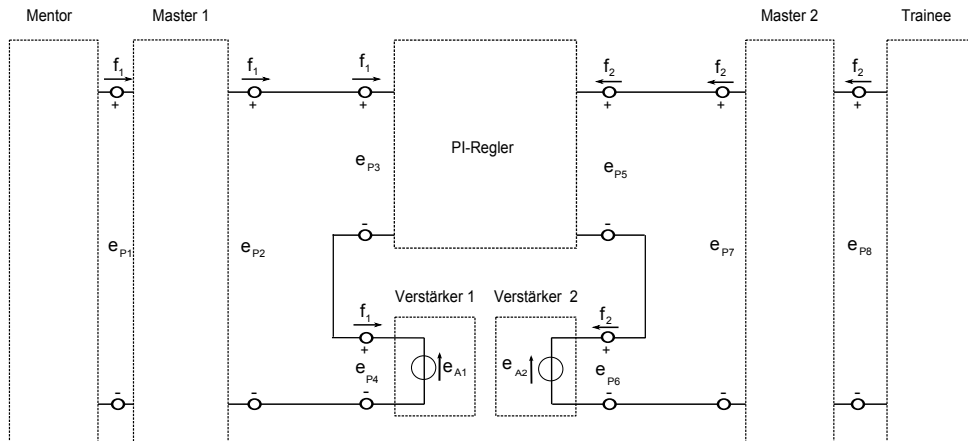 Mentor Master 1 Master 2 Trainee
f1 f1 f1 f2 f2 f2
+ + + + + +
PI-Regler
eP3 eP5
- -
eP1 eP2 eP7 eP8
Verstärker 1 Verstärker 2
f1 f2
+ +
eP4 eA1 eA2 eP6
- - - - - -